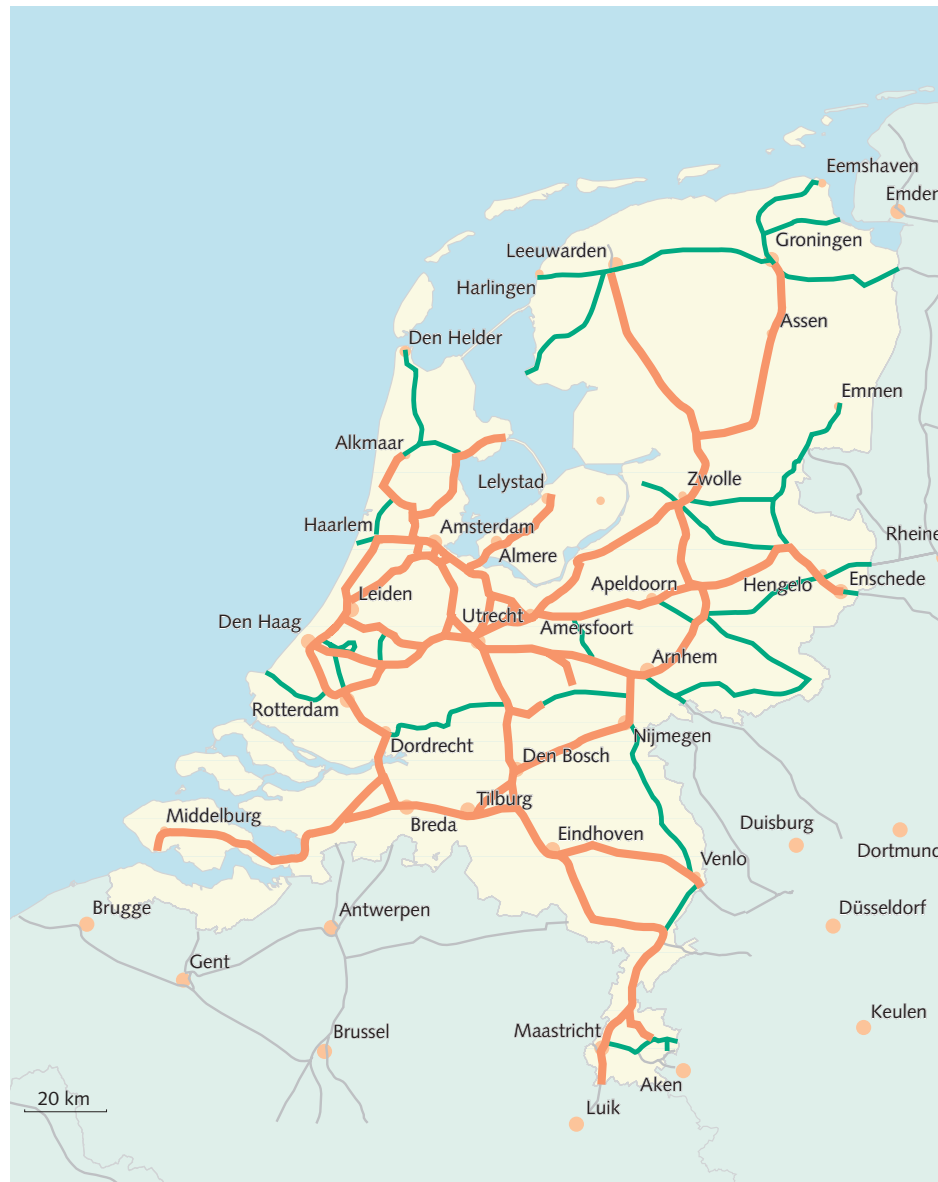 Eemshaven
Emden
Groningen
Leeuwarden
Harlingen
Assen
Den Helder
Emmen
Alkmaar
Lelystad
Zwolle
Haarlem
Amsterdam
Rheine
Almere
Apeldoorn
Hengelo
Enschede
Leiden
Utrecht
Den Haag
Amersfoort
Arnhem
Rotterdam
Nijmegen
Dordrecht
Den Bosch
Tilburg
Middelburg
Breda
Duisburg
Eindhoven
Dortmund
Venlo
Brugge
Antwerpen
Düsseldorf
Gent
Keulen
Brussel
Maastricht
Aken
20 km
Luik